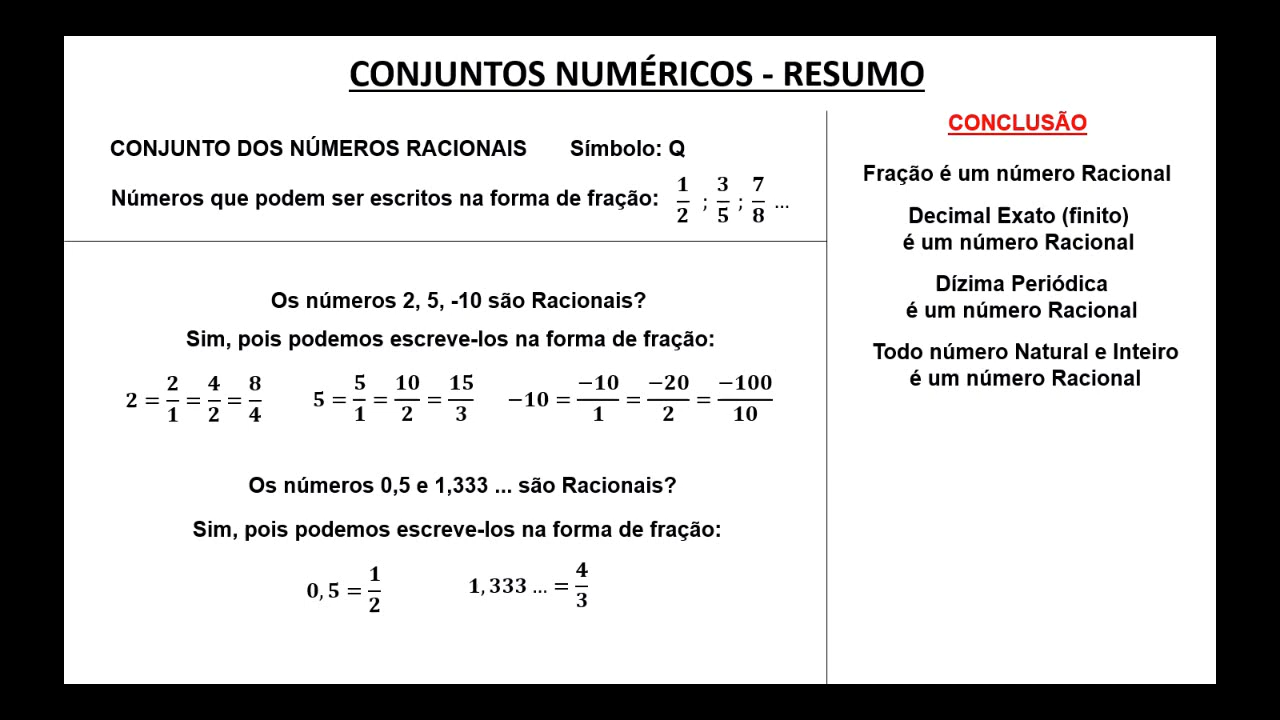 CONJUNTOS NUMÉRICOS - RESUMO
CONJUNTO DOS NÚMEROS RACIONAIS Símbolo: Q
Números que podem ser escritos na forma de fração: 1/2 ; 3/5 ; 7/8 ...
Os números 2, 5, -10 são Racionais?
Sim, pois podemos escreve-los na forma de fração:
2 = 2/1 = 4/2 = 8/4 5 = 5/1 = 10/2 = 15/3 −10 = −10/1 = −20/2 = −100/10
Os números 0,5 e 1,333 ... são Racionais?
Sim, pois podemos escreve-los na forma de fração:
0,5 = 1/2 1,333 ... = 4/3
CONCLUSÃO
Fração é um número Racional
Decimal Exato (finito)
é um número Racional
Dízima Periódica
é um número Racional
Todo número Natural e Inteiro
é um número Racional